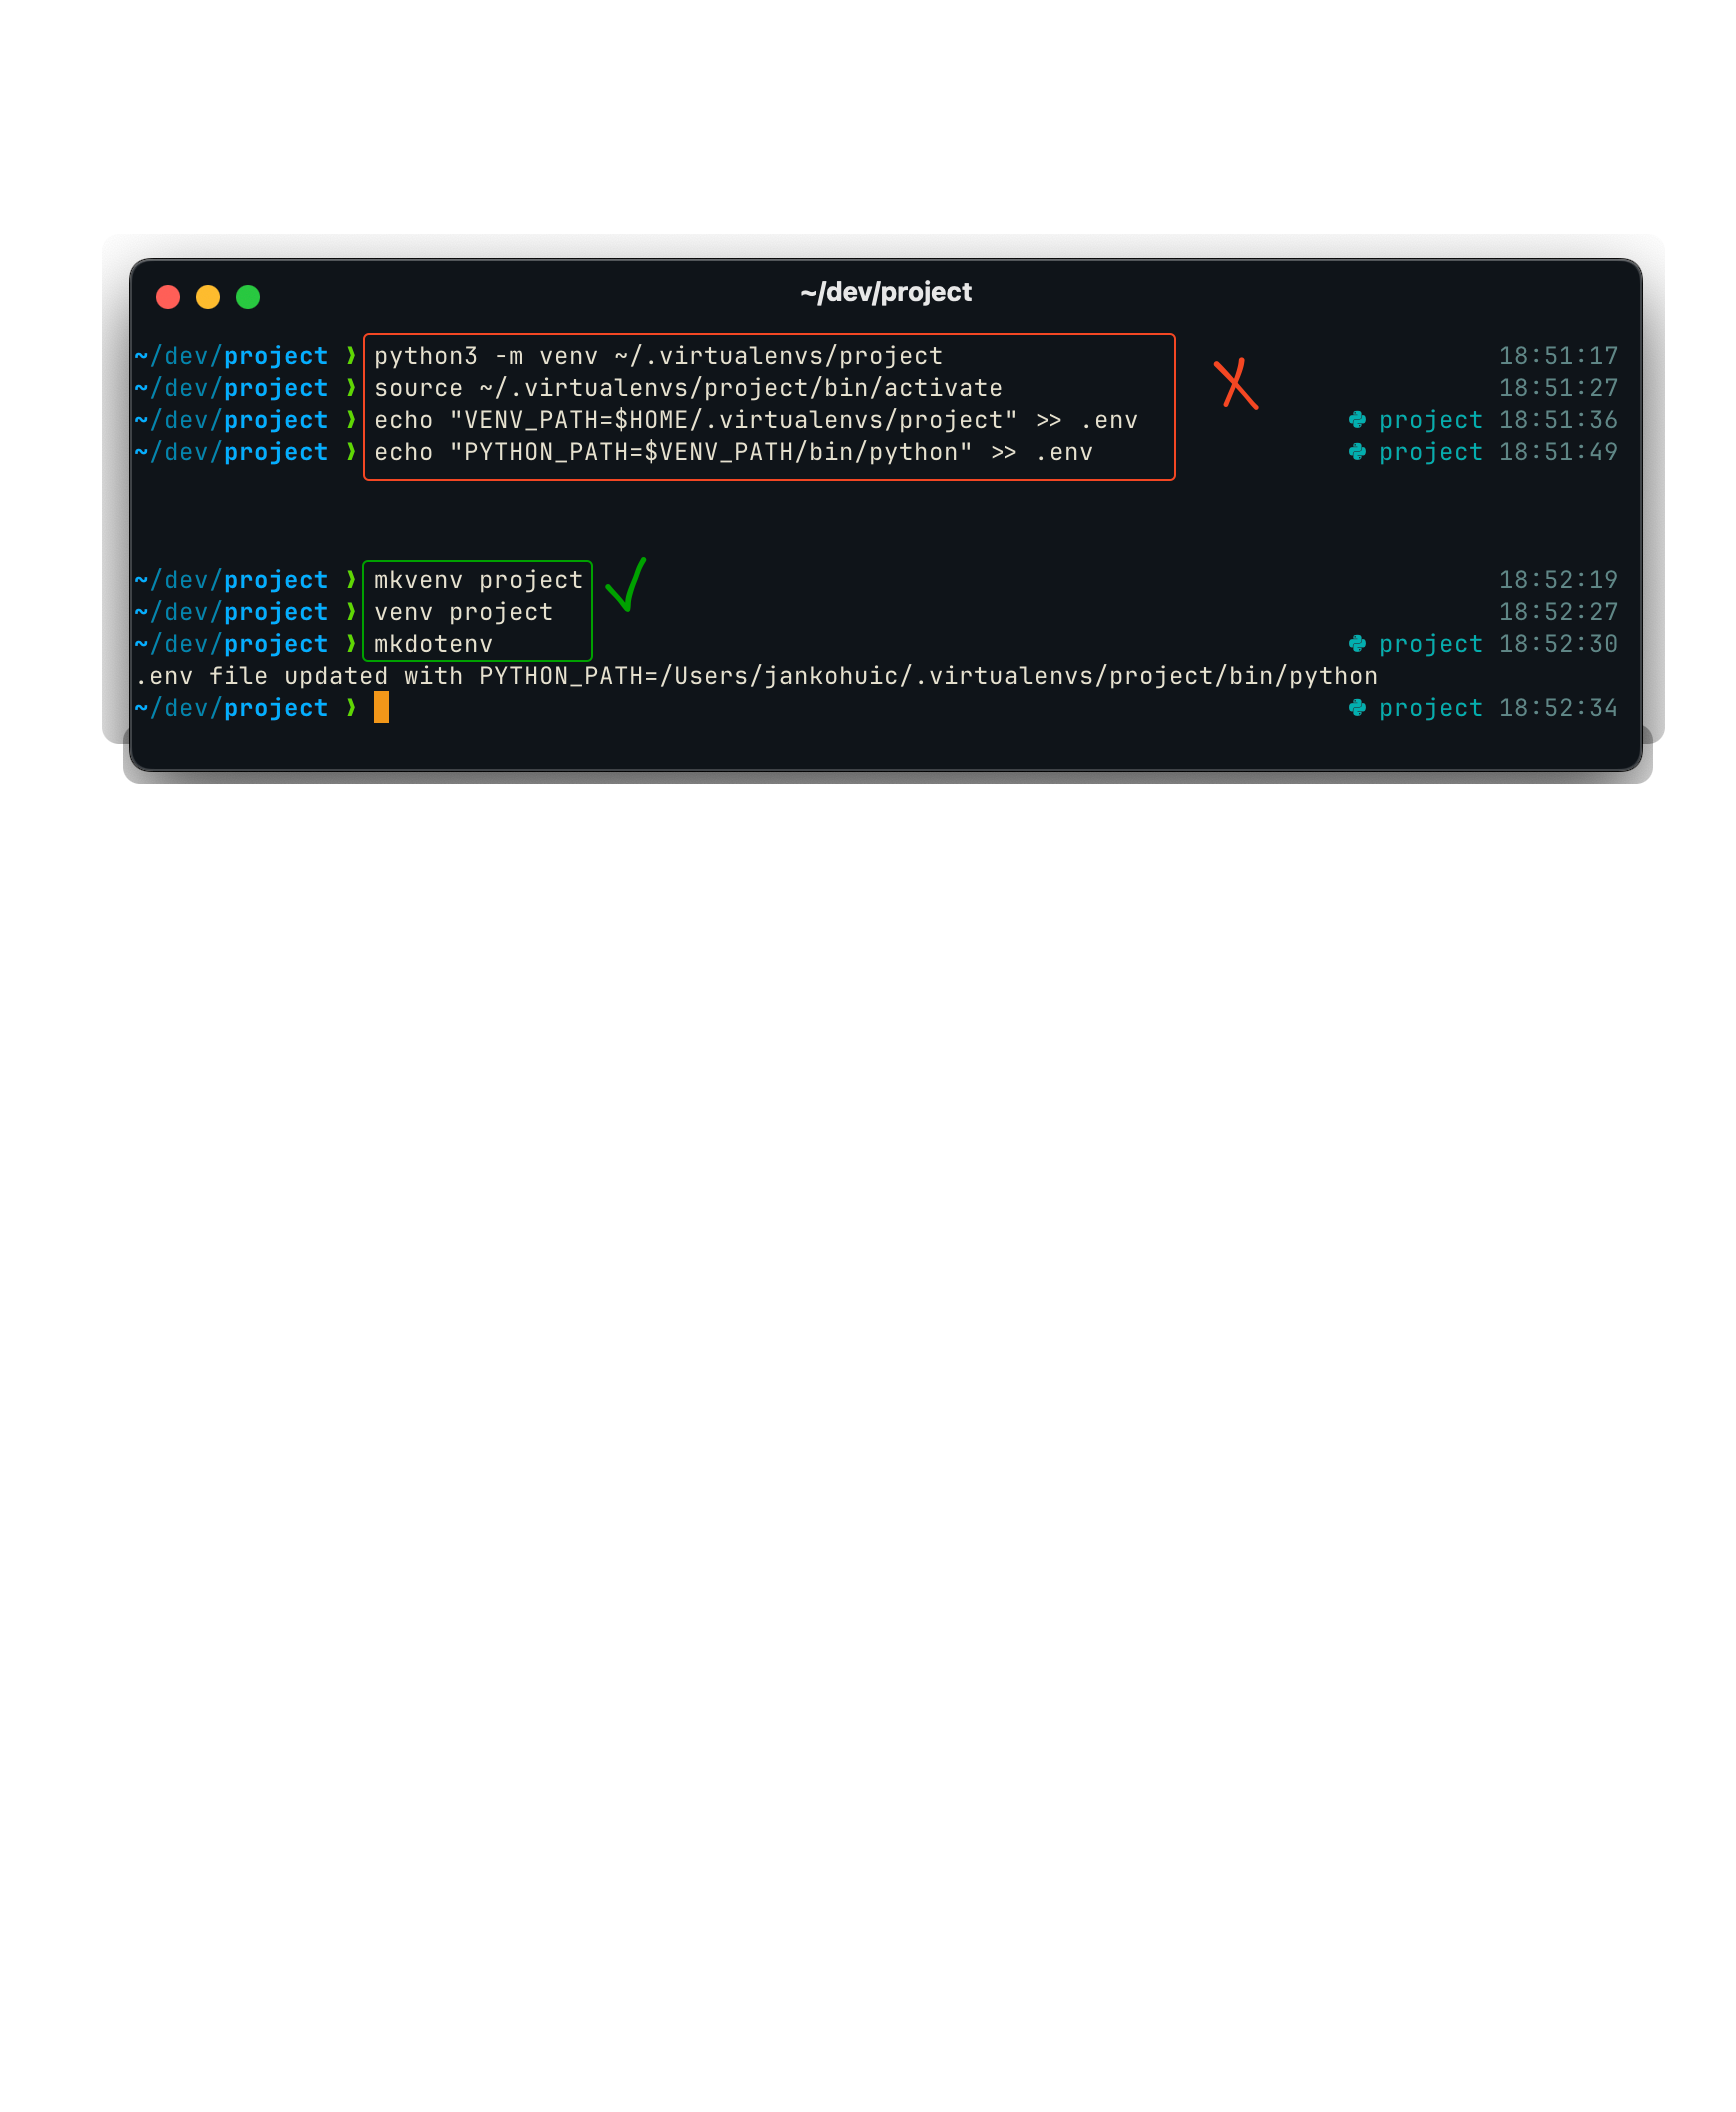 ~/dev/project
~/dev/project ❯ python3 -m venv ~/.virtualenvs/project 18:51:17
~/dev/project ❯ source ~/.virtualenvs/project/bin/activate 18:51:27
~/dev/project ❯ echo "VENV_PATH=$HOME/.virtualenvs/project" >> .env project 18:51:36
~/dev/project ❯ echo "PYTHON_PATH=$VENV_PATH/bin/python" >> .env project 18:51:49
~/dev/project ❯ mkvenv project 18:52:19
~/dev/project ❯ venv project 18:52:27
~/dev/project ❯ mkdotenv project 18:52:30
.env file updated with PYTHON_PATH=/Users/jankohuic/.virtualenvs/project/bin/python
~/dev/project ❯ project 18:52:34